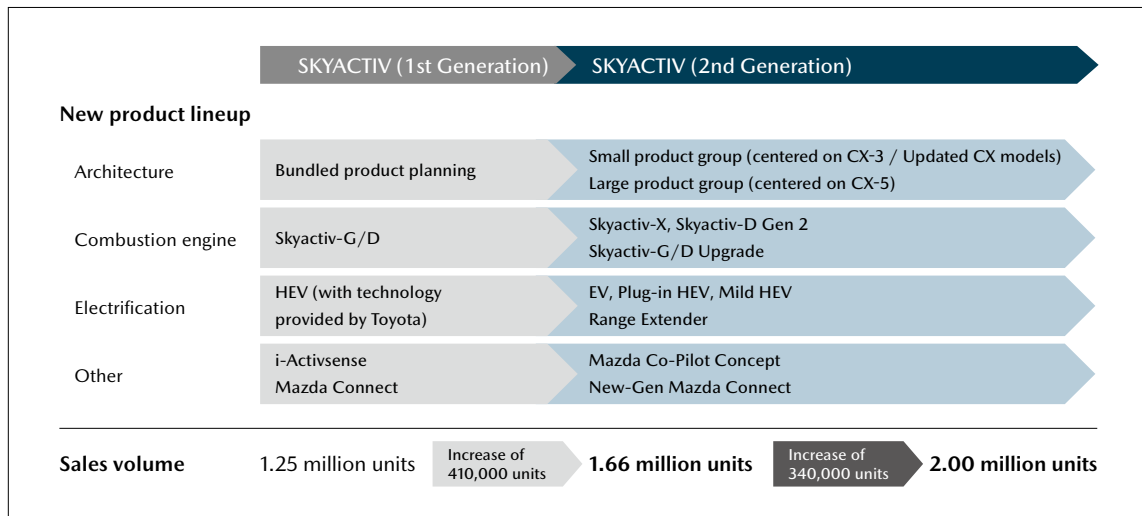 SKYACTIV (1st Generation)
SKYACTIV (2nd Generation)
New product lineup
Architecture
Bundled product planning
Small product group (centered on CX-3 / Updated CX models)
Large product group (centered on CX-5)
Combustion engine
Skyactiv-G/D
Skyactiv-X, Skyactiv-D Gen 2
Skyactiv-G/D Upgrade
Electrification
HEV (with technology
provided by Toyota)
EV, Plug-in HEV, Mild HEV
Range Extender
Other
i-Activsense
Mazda Connect
Mazda Co-Pilot Concept
New-Gen Mazda Connect
Sales volume
1.25 million units
Increase of
410,000 units
1.66 million units
Increase of
340,000 units
2.00 million units